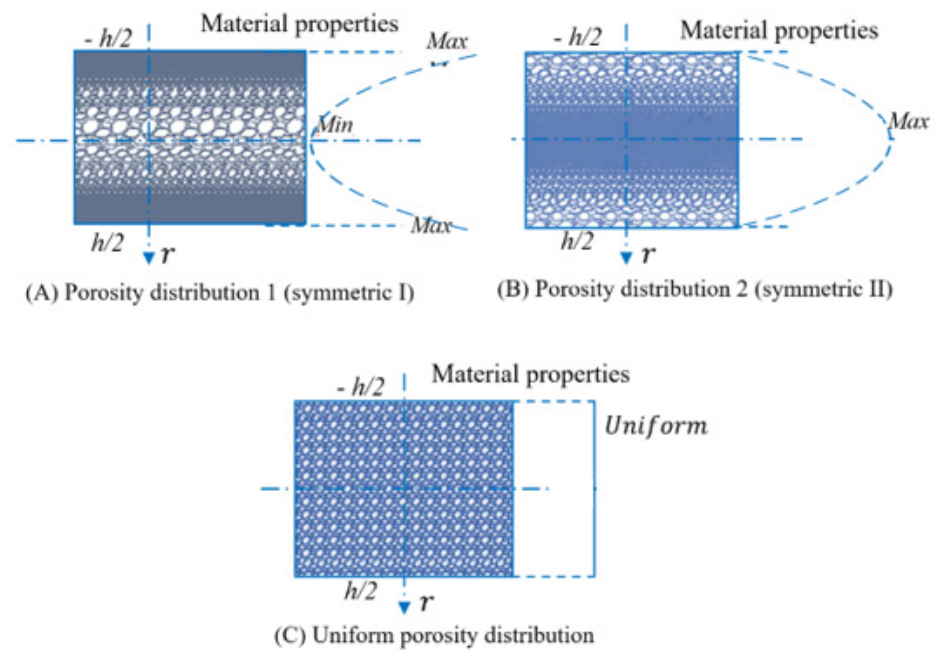 Material properties
- h/2
Max
Min
Max
h/2
r
(A) Porosity distribution 1 (symmetric I)
Material properties
- h/2
Max
h/2
r
(B) Porosity distribution 2 (symmetric II)
Material properties
- h/2
Uniform
h/2
r
(C) Uniform porosity distribution